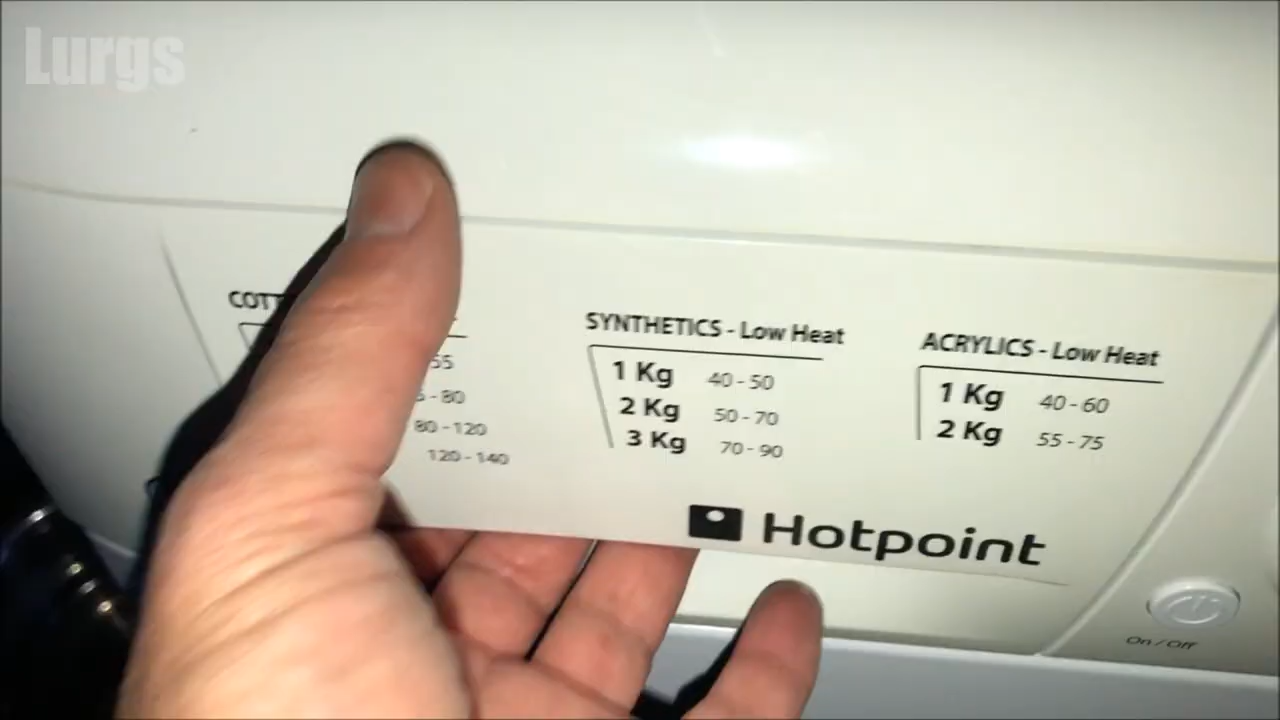 Lurgs
COTT
55
- 80
80 - 120
120 - 140
SYNTHETICS - Low Heat
1 Kg 40 - 50
2 Kg 50 - 70
3 Kg 70 - 90
ACRYLICS - Low Heat
1 Kg 40 - 60
2 Kg 55 - 75
Hotpoint
On / Off